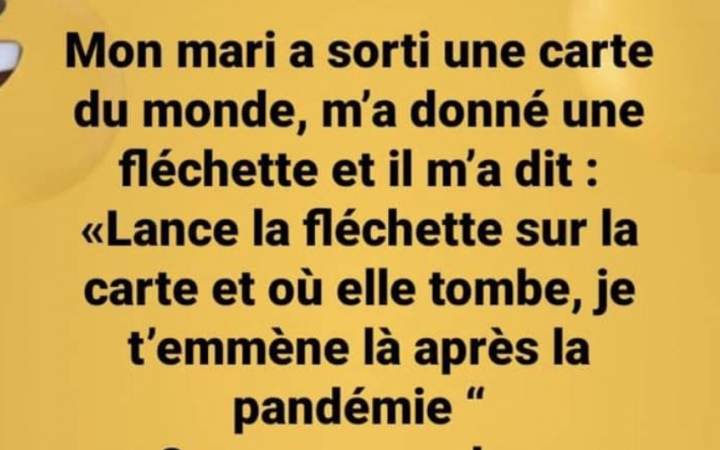 Mon mari a sorti une carte
du monde, m’a donné une
fléchette et il m’a dit :
«Lance la fléchette sur la
carte et où elle tombe, je
t’emmène là après la
pandémie “